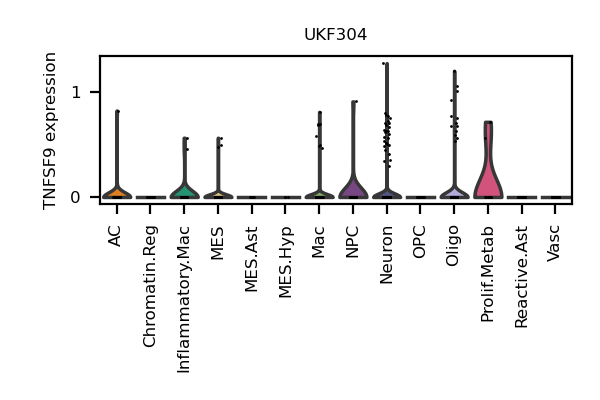 UKF304
TNFSF9 expression
1
0
AC
Chromatin.Reg
Inflammatory.Mac
MES
MES.Ast
MES.Hyp
Mac
NPC
Neuron
OPC
Oligo
Prolif.Metab
Reactive.Ast
Vasc